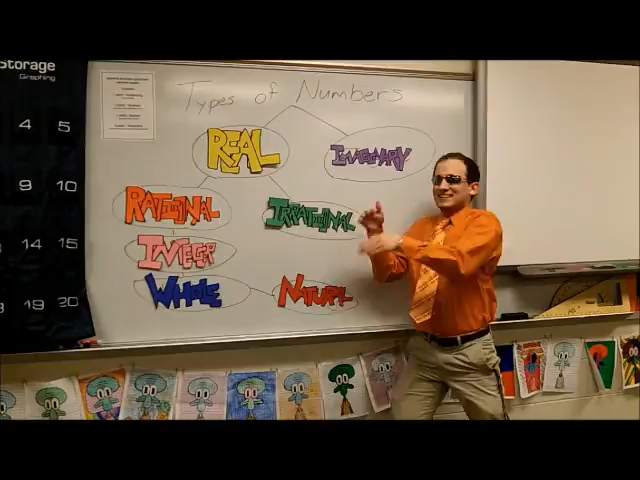 Storage
Graphing
4 5
9 10
14 15
19 20
Types of Numbers
REAL
IMAGINARY
RATIONAL
IRRATIONAL
INTEGER
WHOLE
NATURAL